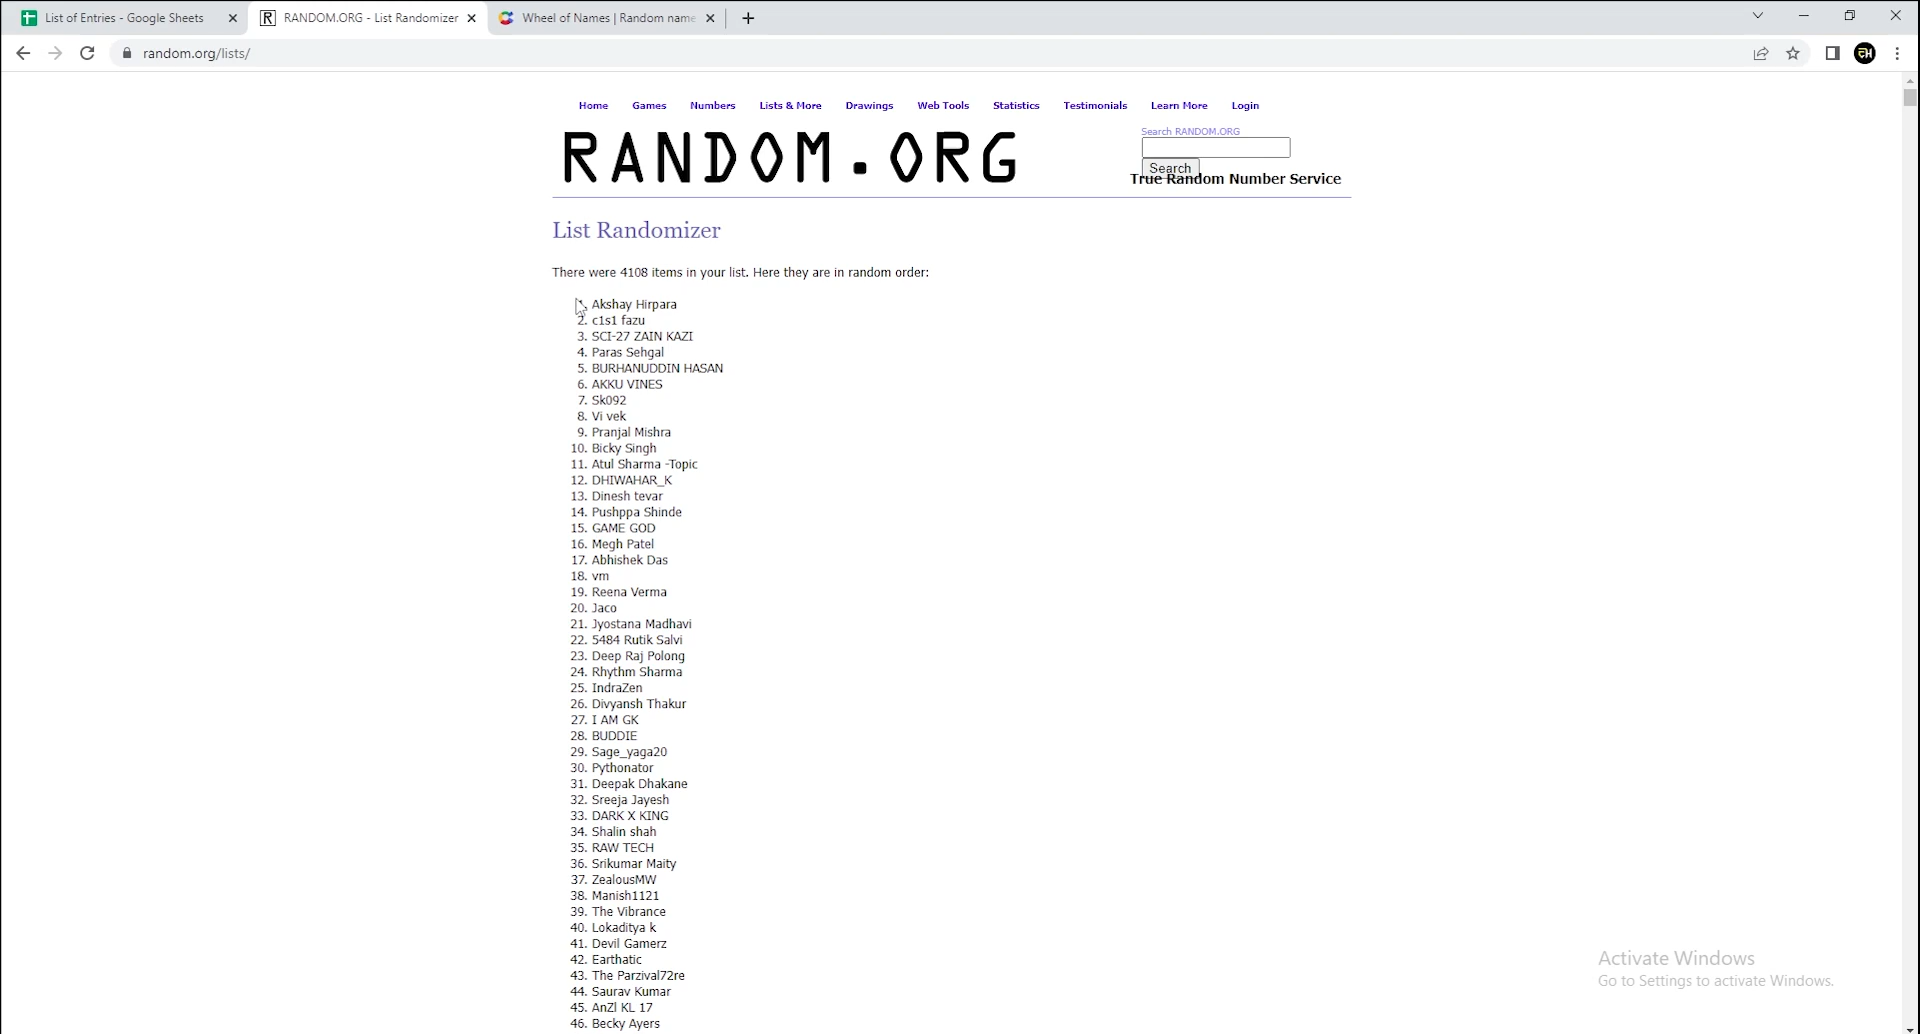 List of Entries - Google Sheets
RANDOM.ORG - List Randomizer
Wheel of Names | Random name
random.org/lists/
Home Games Numbers Lists & More Drawings Web Tools Statistics Testimonials Learn More Login
RANDOM.ORG
Search RANDOM.ORG
Search
True Random Number Service
List Randomizer
There were 4108 items in your list. Here they are in random order:
1. Akshay Hirpara
2. c1s1 fazu
3. SCI-27 ZAIN KAZI
4. Paras Sehgal
5. BURHANUDDIN HASAN
6. AKKU VINES
7. Sk092
8. Vi vek
9. Pranjal Mishra
10. Bicky Singh
11. Atul Sharma -Topic
12. DHIWAHAR_K
13. Dinesh tevar
14. Pushppa Shinde
15. GAME GOD
16. Megh Patel
17. Abhishek Das
18. vm
19. Reena Verma
20. Jaco
21. Jyostana Madhavi
22. 5484 Rutik Salvi
23. Deep Raj Polong
24. Rhythm Sharma
25. IndraZen
26. Divyansh Thakur
27. I AM GK
28. BUDDIE
29. Sage_yaga20
30. Pythonator
31. Deepak Dhakane
32. Sreeja Jayesh
33. DARK X KING
34. Shalin shah
35. RAW TECH
36. Srikumar Maity
37. ZealousMW
38. Manish1121
39. The Vibrance
40. Lokaditya k
41. Devil Gamerz
42. Earthatic
43. The Parzival72re
44. Saurav Kumar
45. AnZl KL 17
46. Becky Ayers
Activate Windows
Go to Settings to activate Windows.